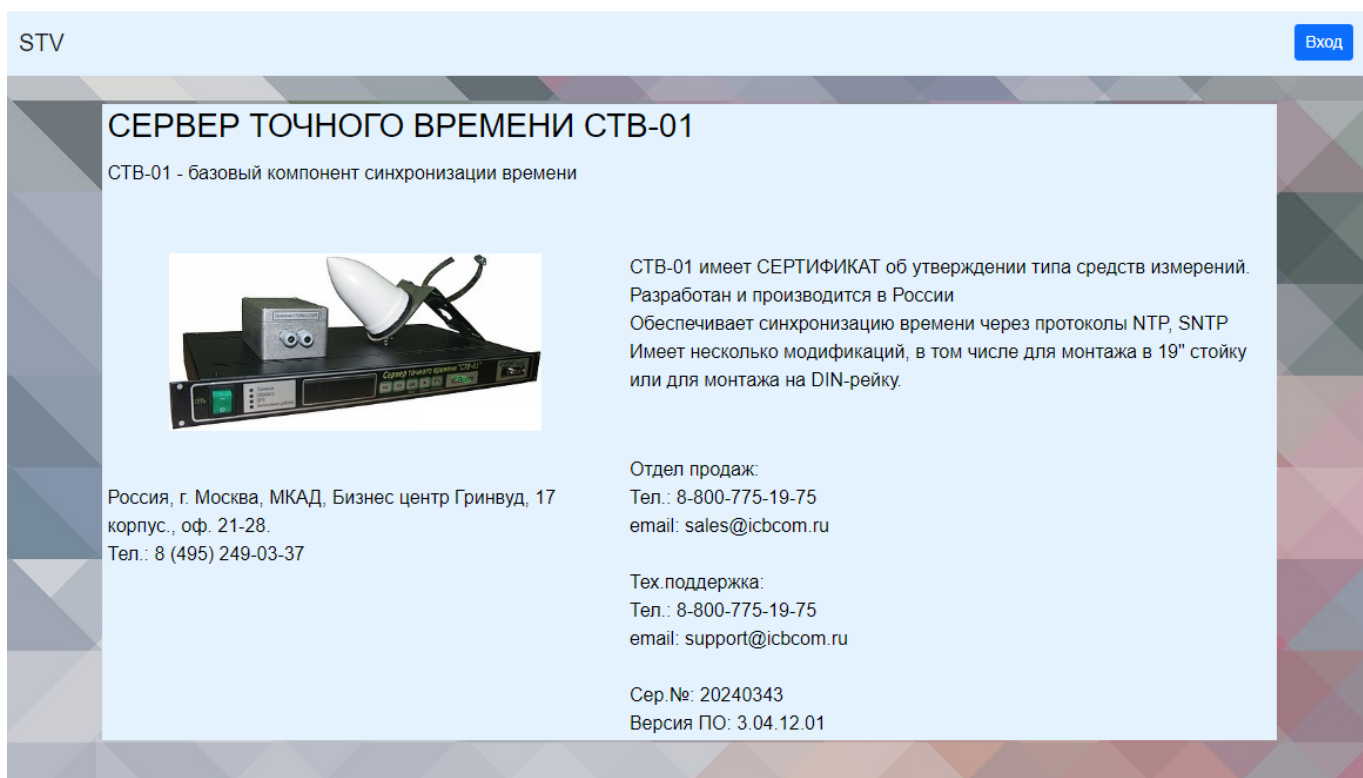 STV
Вход
СЕРВЕР ТОЧНОГО ВРЕМЕНИ СТВ-01
СТВ-01 - базовый компонент синхронизации времени
СТВ-01 имеет СЕРТИФИКАТ об утверждении типа средств измерений.
Разработан и производится в России
Обеспечивает синхронизацию времени через протоколы NTP, SNTP
Имеет несколько модификаций, в том числе для монтажа в 19" стойку
или для монтажа на DIN-рейку.
Сервер точного времени "СТВ-01"
СЕТЬ
Россия, г. Москва, МКАД, Бизнес центр Гринвуд, 17
корпус., оф. 21-28.
Тел.: 8 (495) 249-03-37
Отдел продаж:
Тел.: 8-800-775-19-75
email: sales@icbcom.ru
Тех.поддержка:
Тел.: 8-800-775-19-75
email: support@icbcom.ru
Сер.№: 20240343
Версия ПО: 3.04.12.01